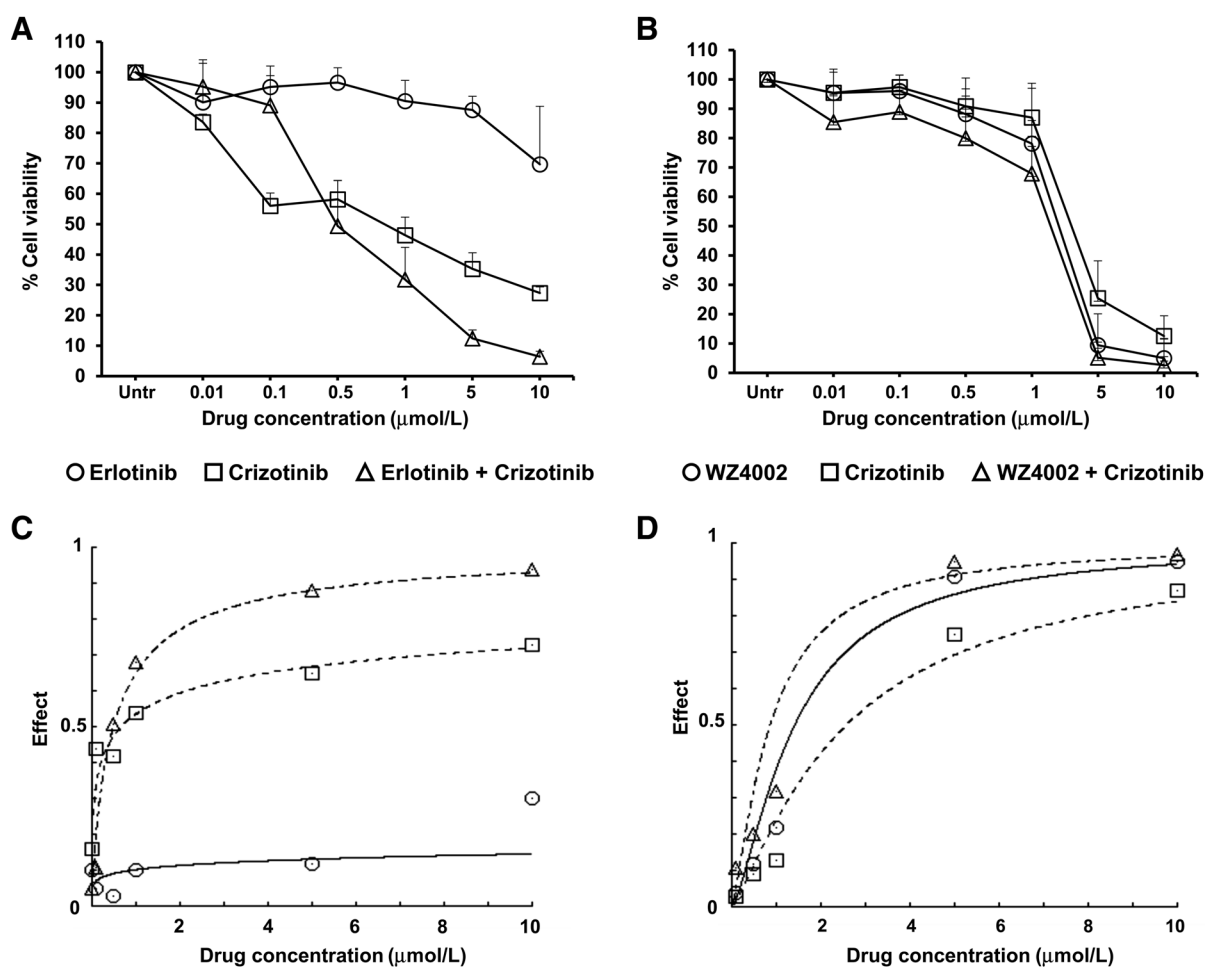 A
110
100
90
80
70
60
50
40
30
20
10
0
% Cell viability
Untr 0.01 0.1 0.5 1 5 10
Drug concentration (μmol/L)
Erlotinib Crizotinib Erlotinib + Crizotinib
B
110
100
90
80
70
60
50
40
30
20
10
0
% Cell viability
Untr 0.01 0.1 0.5 1 5 10
Drug concentration (μmol/L)
WZ4002 Crizotinib WZ4002 + Crizotinib
C
1
0.5
0
Effect
2 4 6 8 10
Drug concentration (μmol/L)
D
1
0.5
0
Effect
2 4 6 8 10
Drug concentration (μmol/L)